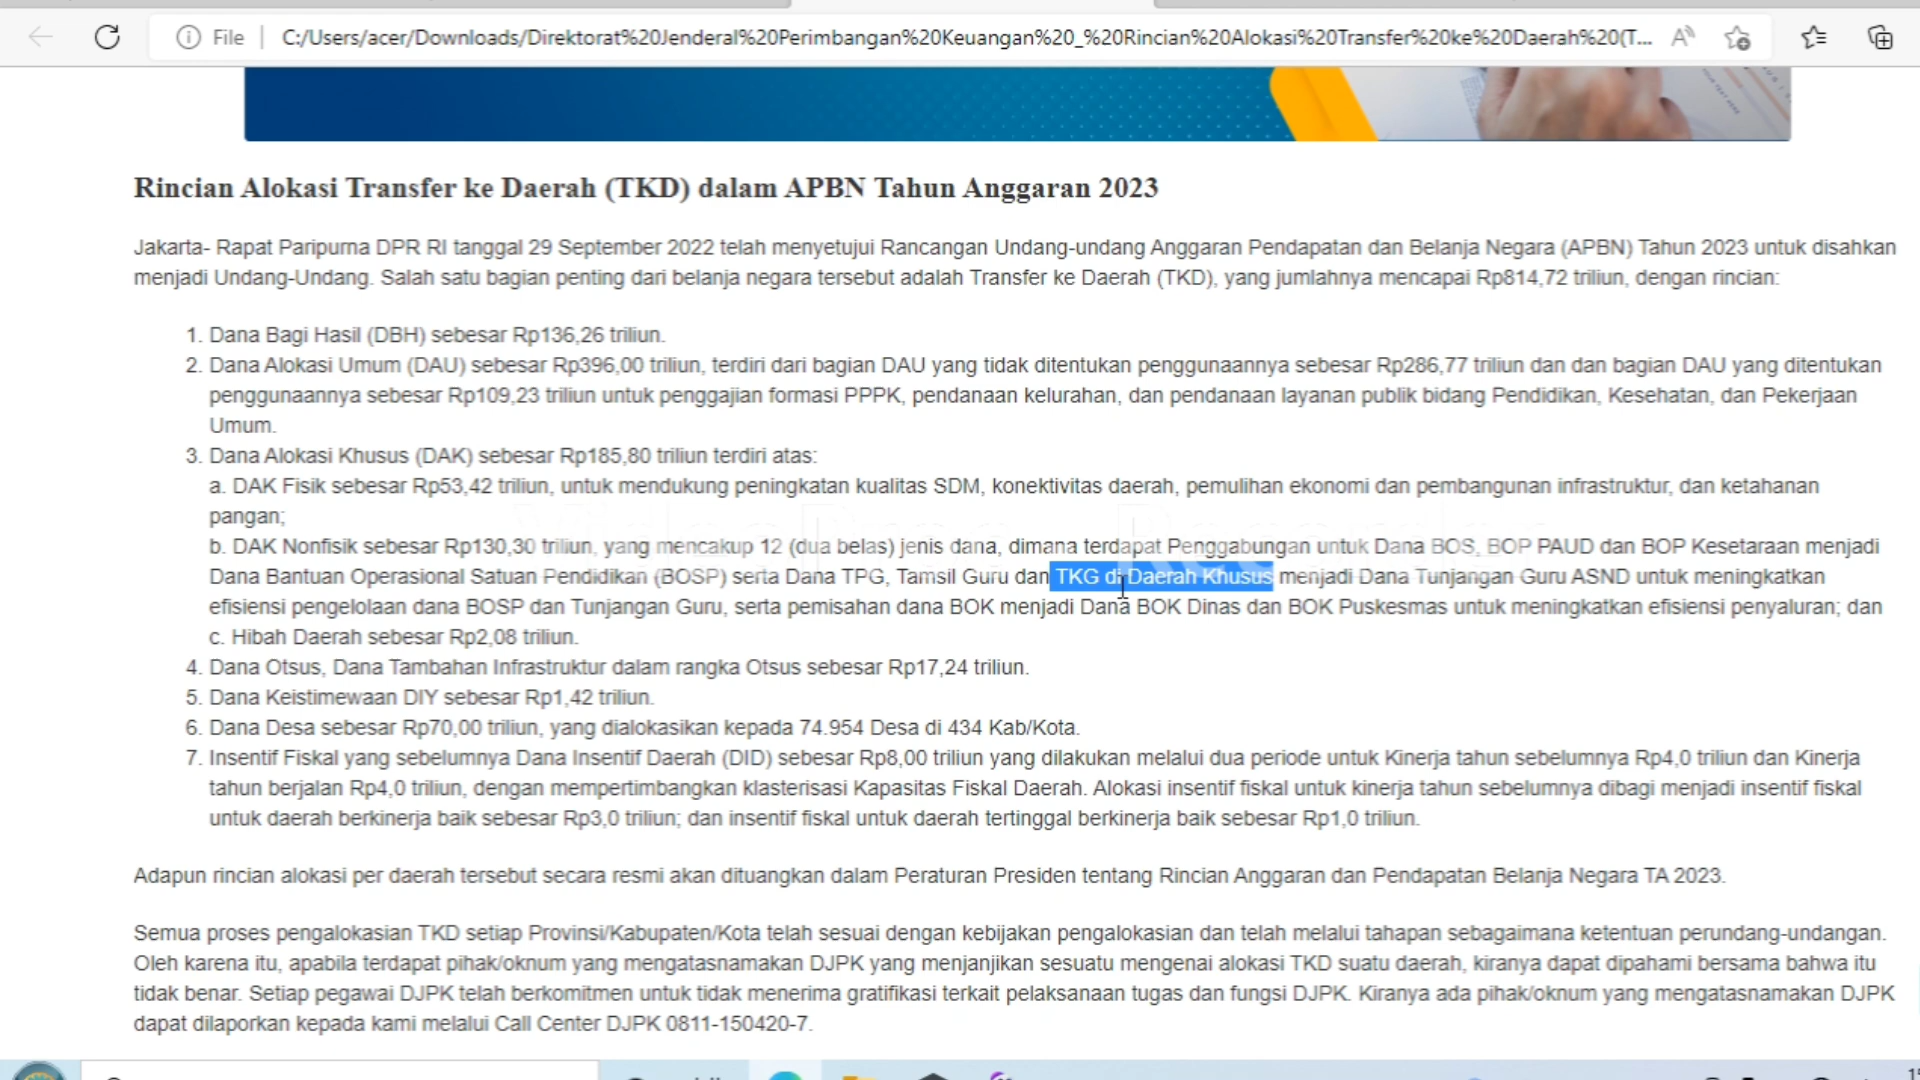 File
C:/Users/acer/Downloads/Direktorat%20Jenderal%20Perimbangan%20Keuangan%20_%20Rincian%20Alokasi%20Transfer%20ke%20Daerah%20(T...
Rincian Alokasi Transfer ke Daerah (TKD) dalam APBN Tahun Anggaran 2023
Jakarta- Rapat Paripurna DPR RI tanggal 29 September 2022 telah menyetujui Rancangan Undang-undang Anggaran Pendapatan dan Belanja Negara (APBN) Tahun 2023 untuk disahkan
menjadi Undang-Undang. Salah satu bagian penting dari belanja negara tersebut adalah Transfer ke Daerah (TKD), yang jumlahnya mencapai Rp814,72 triliun, dengan rincian:
1. Dana Bagi Hasil (DBH) sebesar Rp136,26 triliun.
2. Dana Alokasi Umum (DAU) sebesar Rp396,00 triliun, terdiri dari bagian DAU yang tidak ditentukan penggunaannya sebesar Rp286,77 triliun dan dan bagian DAU yang ditentukan
penggunaannya sebesar Rp109,23 triliun untuk penggajian formasi PPPK, pendanaan kelurahan, dan pendanaan layanan publik bidang Pendidikan, Kesehatan, dan Pekerjaan
Umum.
3. Dana Alokasi Khusus (DAK) sebesar Rp185,80 triliun terdiri atas:
a. DAK Fisik sebesar Rp53,42 triliun, untuk mendukung peningkatan kualitas SDM, konektivitas daerah, pemulihan ekonomi dan pembangunan infrastruktur, dan ketahanan
pangan;
b. DAK Nonfisik sebesar Rp130,30 triliun, yang mencakup 12 (dua belas) jenis dana, dimana terdapat Penggabungan untuk Dana BOS, BOP PAUD dan BOP Kesetaraan menjadi
Dana Bantuan Operasional Satuan Pendidikan (BOSP) serta Dana TPG, Tamsil Guru dan TKG di Daerah Khusus menjadi Dana Tunjangan Guru ASND untuk meningkatkan
efisiensi pengelolaan dana BOSP dan Tunjangan Guru, serta pemisahan dana BOK menjadi Dana BOK Dinas dan BOK Puskesmas untuk meningkatkan efisiensi penyaluran; dan
c. Hibah Daerah sebesar Rp2,08 triliun.
4. Dana Otsus, Dana Tambahan Infrastruktur dalam rangka Otsus sebesar Rp17,24 triliun.
5. Dana Keistimewaan DIY sebesar Rp1,42 triliun.
6. Dana Desa sebesar Rp70,00 triliun, yang dialokasikan kepada 74.954 Desa di 434 Kab/Kota.
7. Insentif Fiskal yang sebelumnya Dana Insentif Daerah (DID) sebesar Rp8,00 triliun yang dilakukan melalui dua periode untuk Kinerja tahun sebelumnya Rp4,0 triliun dan Kinerja
tahun berjalan Rp4,0 triliun, dengan mempertimbangkan klasterisasi Kapasitas Fiskal Daerah. Alokasi insentif fiskal untuk kinerja tahun sebelumnya dibagi menjadi insentif fiskal
untuk daerah berkinerja baik sebesar Rp3,0 triliun; dan insentif fiskal untuk daerah tertinggal berkinerja baik sebesar Rp1,0 triliun.
Adapun rincian alokasi per daerah tersebut secara resmi akan dituangkan dalam Peraturan Presiden tentang Rincian Anggaran dan Pendapatan Belanja Negara TA 2023.
Semua proses pengalokasian TKD setiap Provinsi/Kabupaten/Kota telah sesuai dengan kebijakan pengalokasian dan telah melalui tahapan sebagaimana ketentuan perundang-undangan.
Oleh karena itu, apabila terdapat pihak/oknum yang mengatasnamakan DJPK yang menjanjikan sesuatu mengenai alokasi TKD suatu daerah, kiranya dapat dipahami bersama bahwa itu
tidak benar. Setiap pegawai DJPK telah berkomitmen untuk tidak menerima gratifikasi terkait pelaksanaan tugas dan fungsi DJPK. Kiranya ada pihak/oknum yang mengatasnamakan DJPK
dapat dilaporkan kepada kami melalui Call Center DJPK 0811-150420-7.